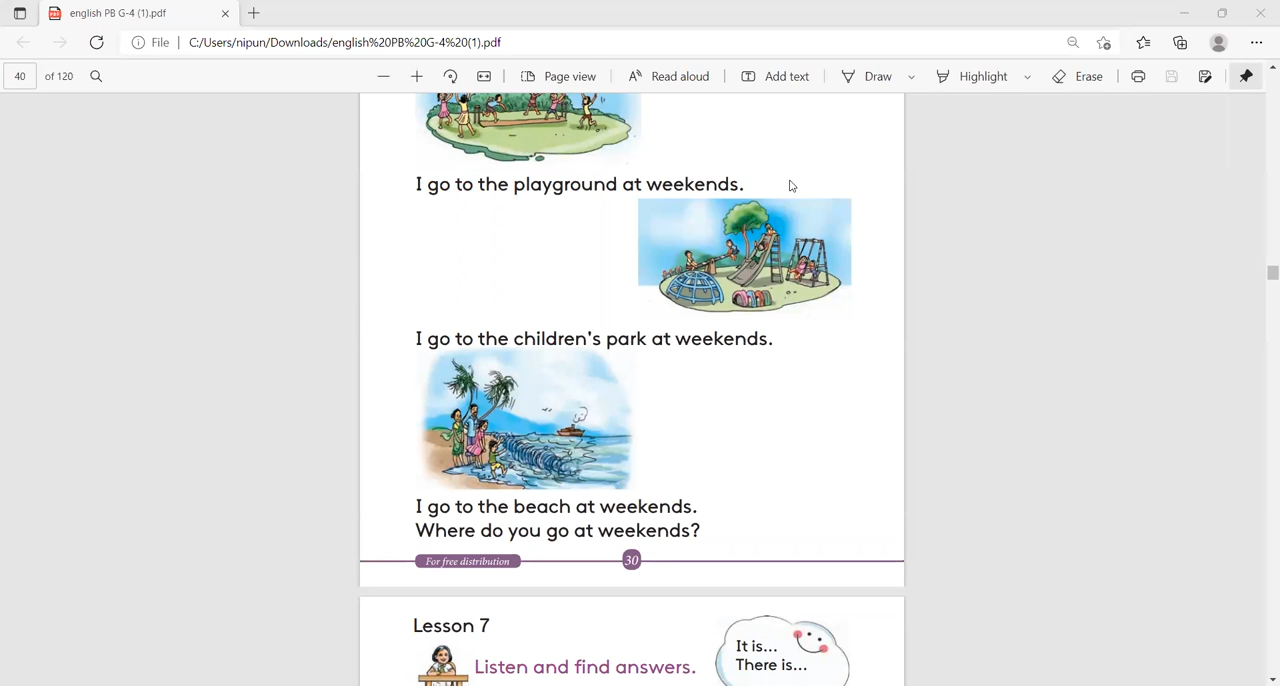 english PB G-4 (1).pdf
File
C:/Users/nipun/Downloads/english%20PB%20G-4%20(1).pdf
40 of 120
Page view
Read aloud
Add text
Draw
Highlight
Erase
I go to the playground at weekends.
I go to the children's park at weekends.
I go to the beach at weekends.
Where do you go at weekends?
For free distribution
30
Lesson 7
It is...
There is...
Listen and find answers.